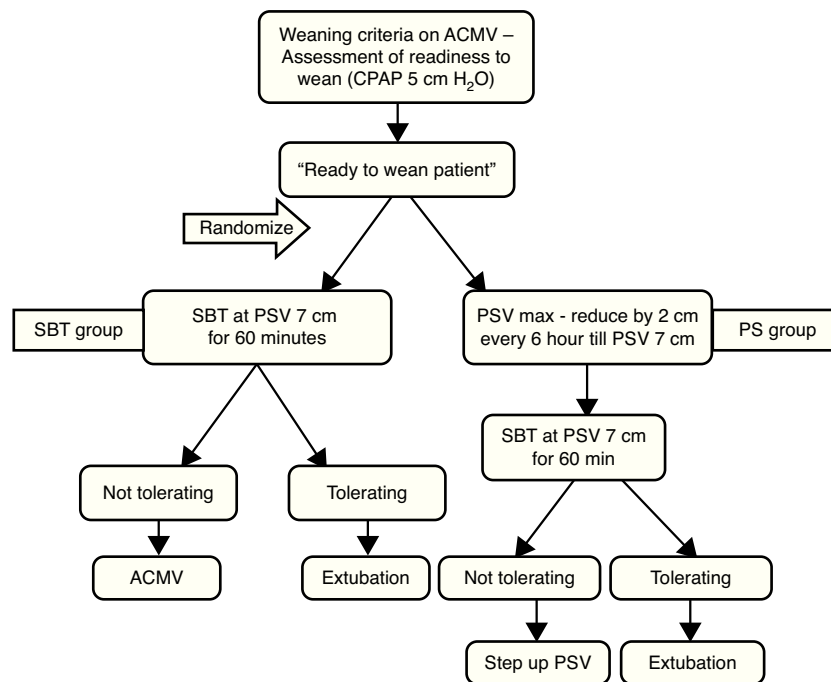 Weaning criteria on ACMV –
Assessment of readiness to
wean (CPAP 5 cm H₂O)
“Ready to wean patient”
Randomize
SBT group
SBT at PSV 7 cm
for 60 minutes
PSV max - reduce by 2 cm
every 6 hour till PSV 7 cm
PS group
SBT at PSV 7 cm
for 60 min
Not tolerating
Tolerating
ACMV
Extubation
Not tolerating
Tolerating
Step up PSV
Extubation